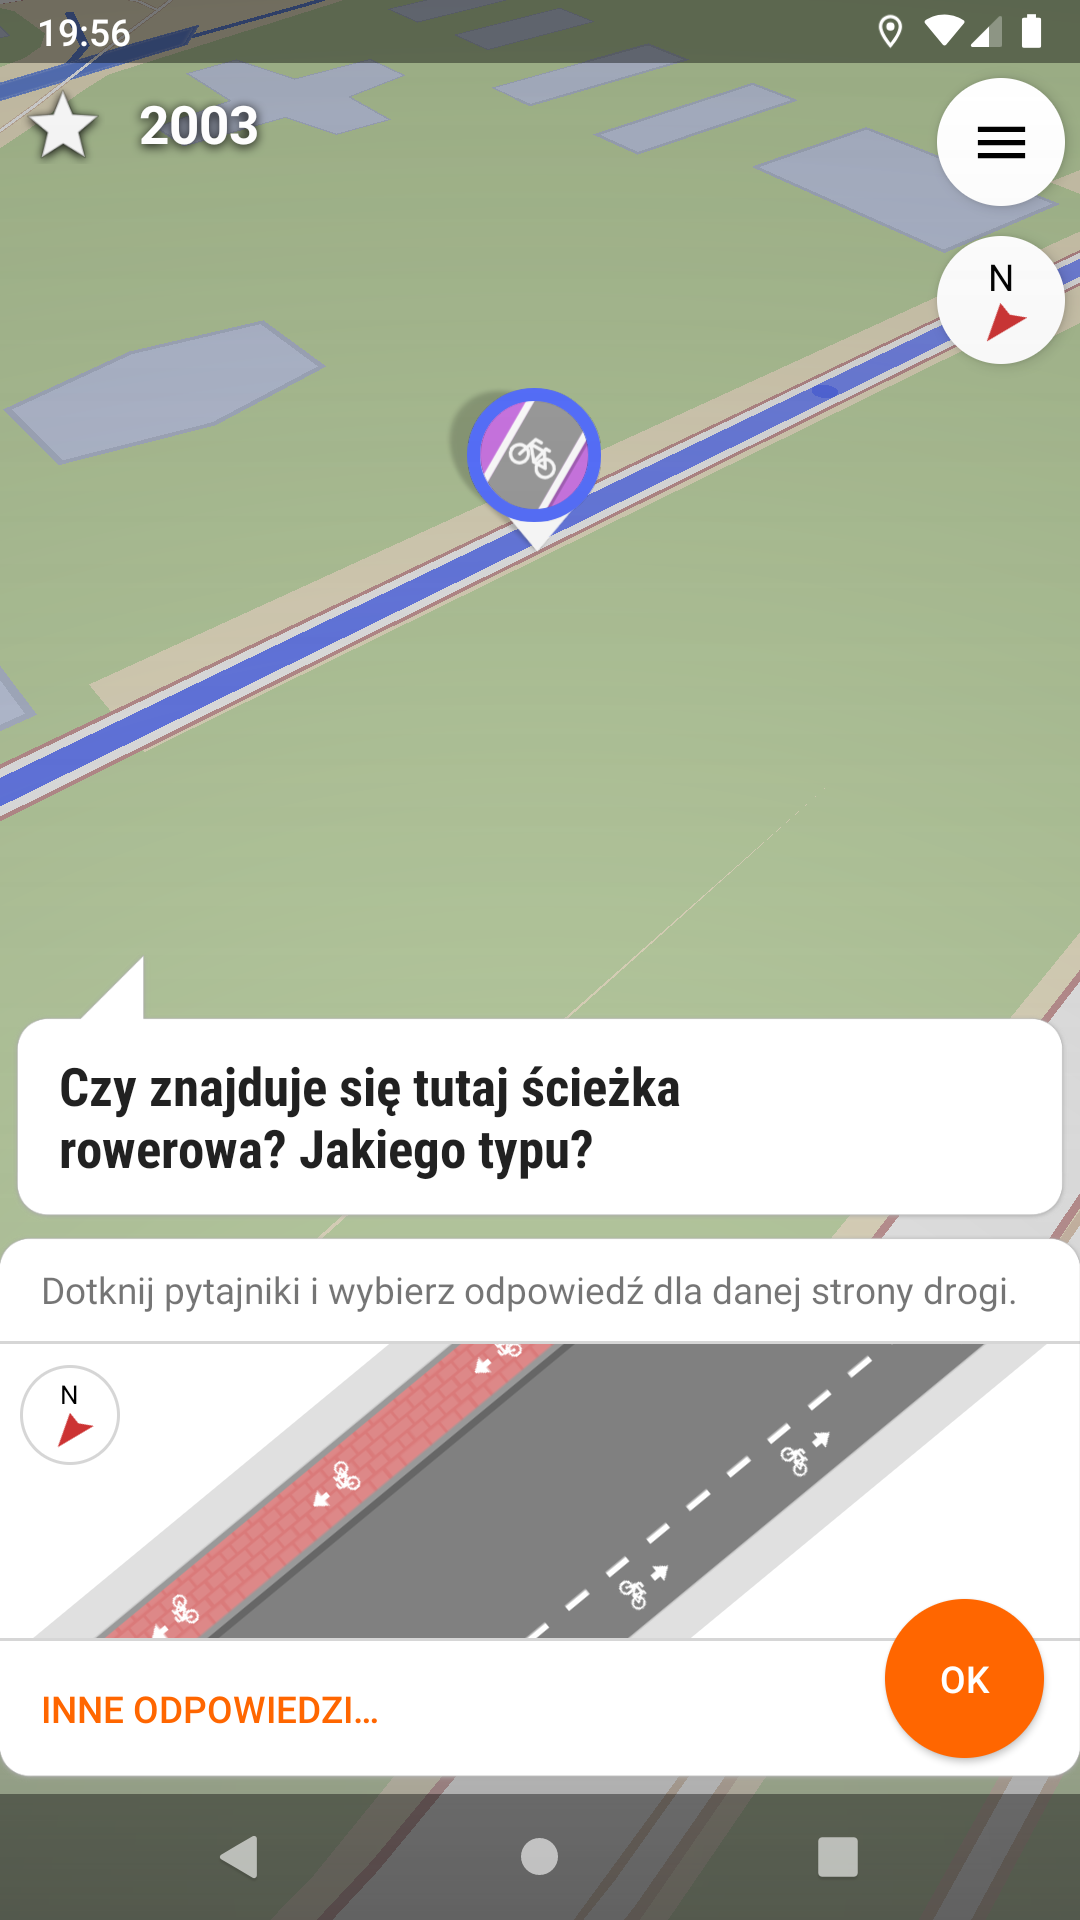 19:56
2003
N
Czy znajduje się tutaj ścieżka
rowerowa? Jakiego typu?
Dotknij pytajniki i wybierz odpowiedź dla danej strony drogi.
N
OK
INNE ODPOWIEDZI...